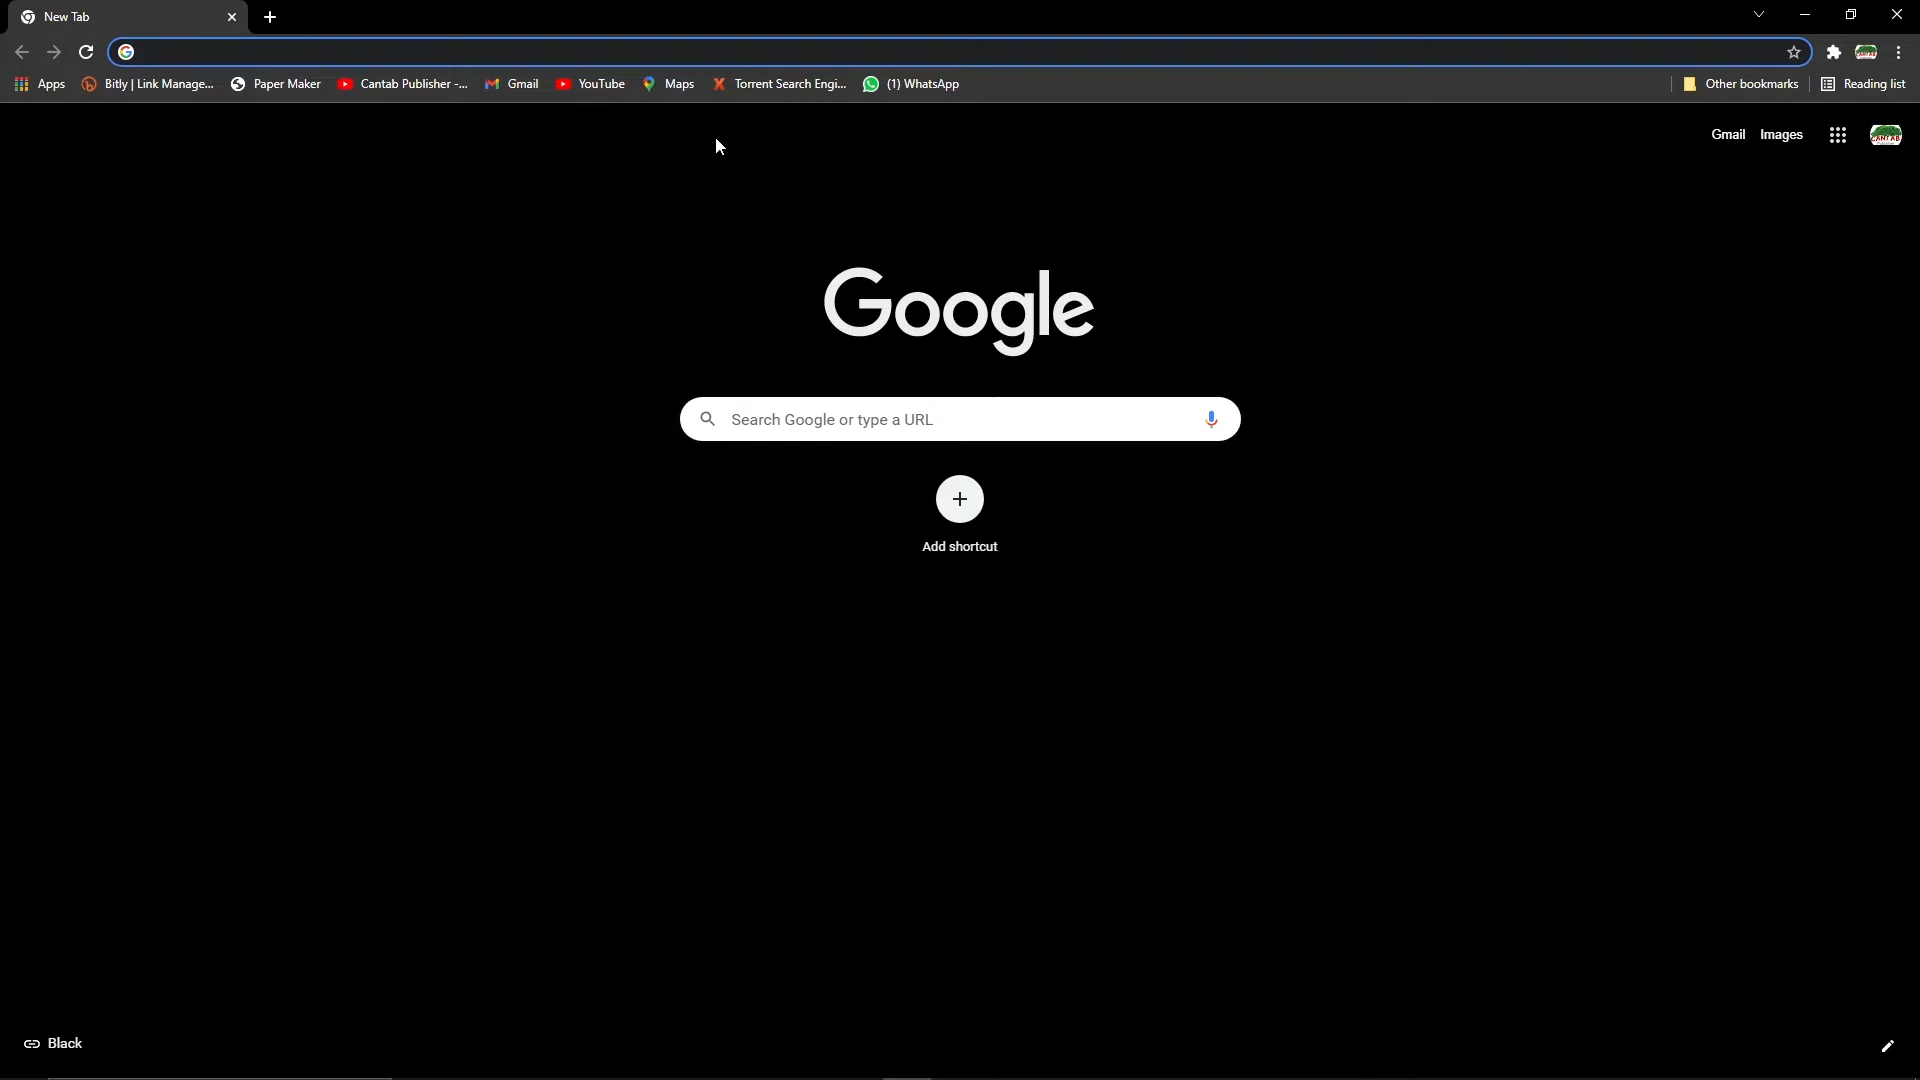 New Tab
Apps Bitly | Link Manage... Paper Maker Cantab Publisher -... Gmail YouTube Maps Torrent Search Engi... (1) WhatsApp Other bookmarks Reading list
Gmail Images
CANTAB
Google
Search Google or type a URL
Add shortcut
Black